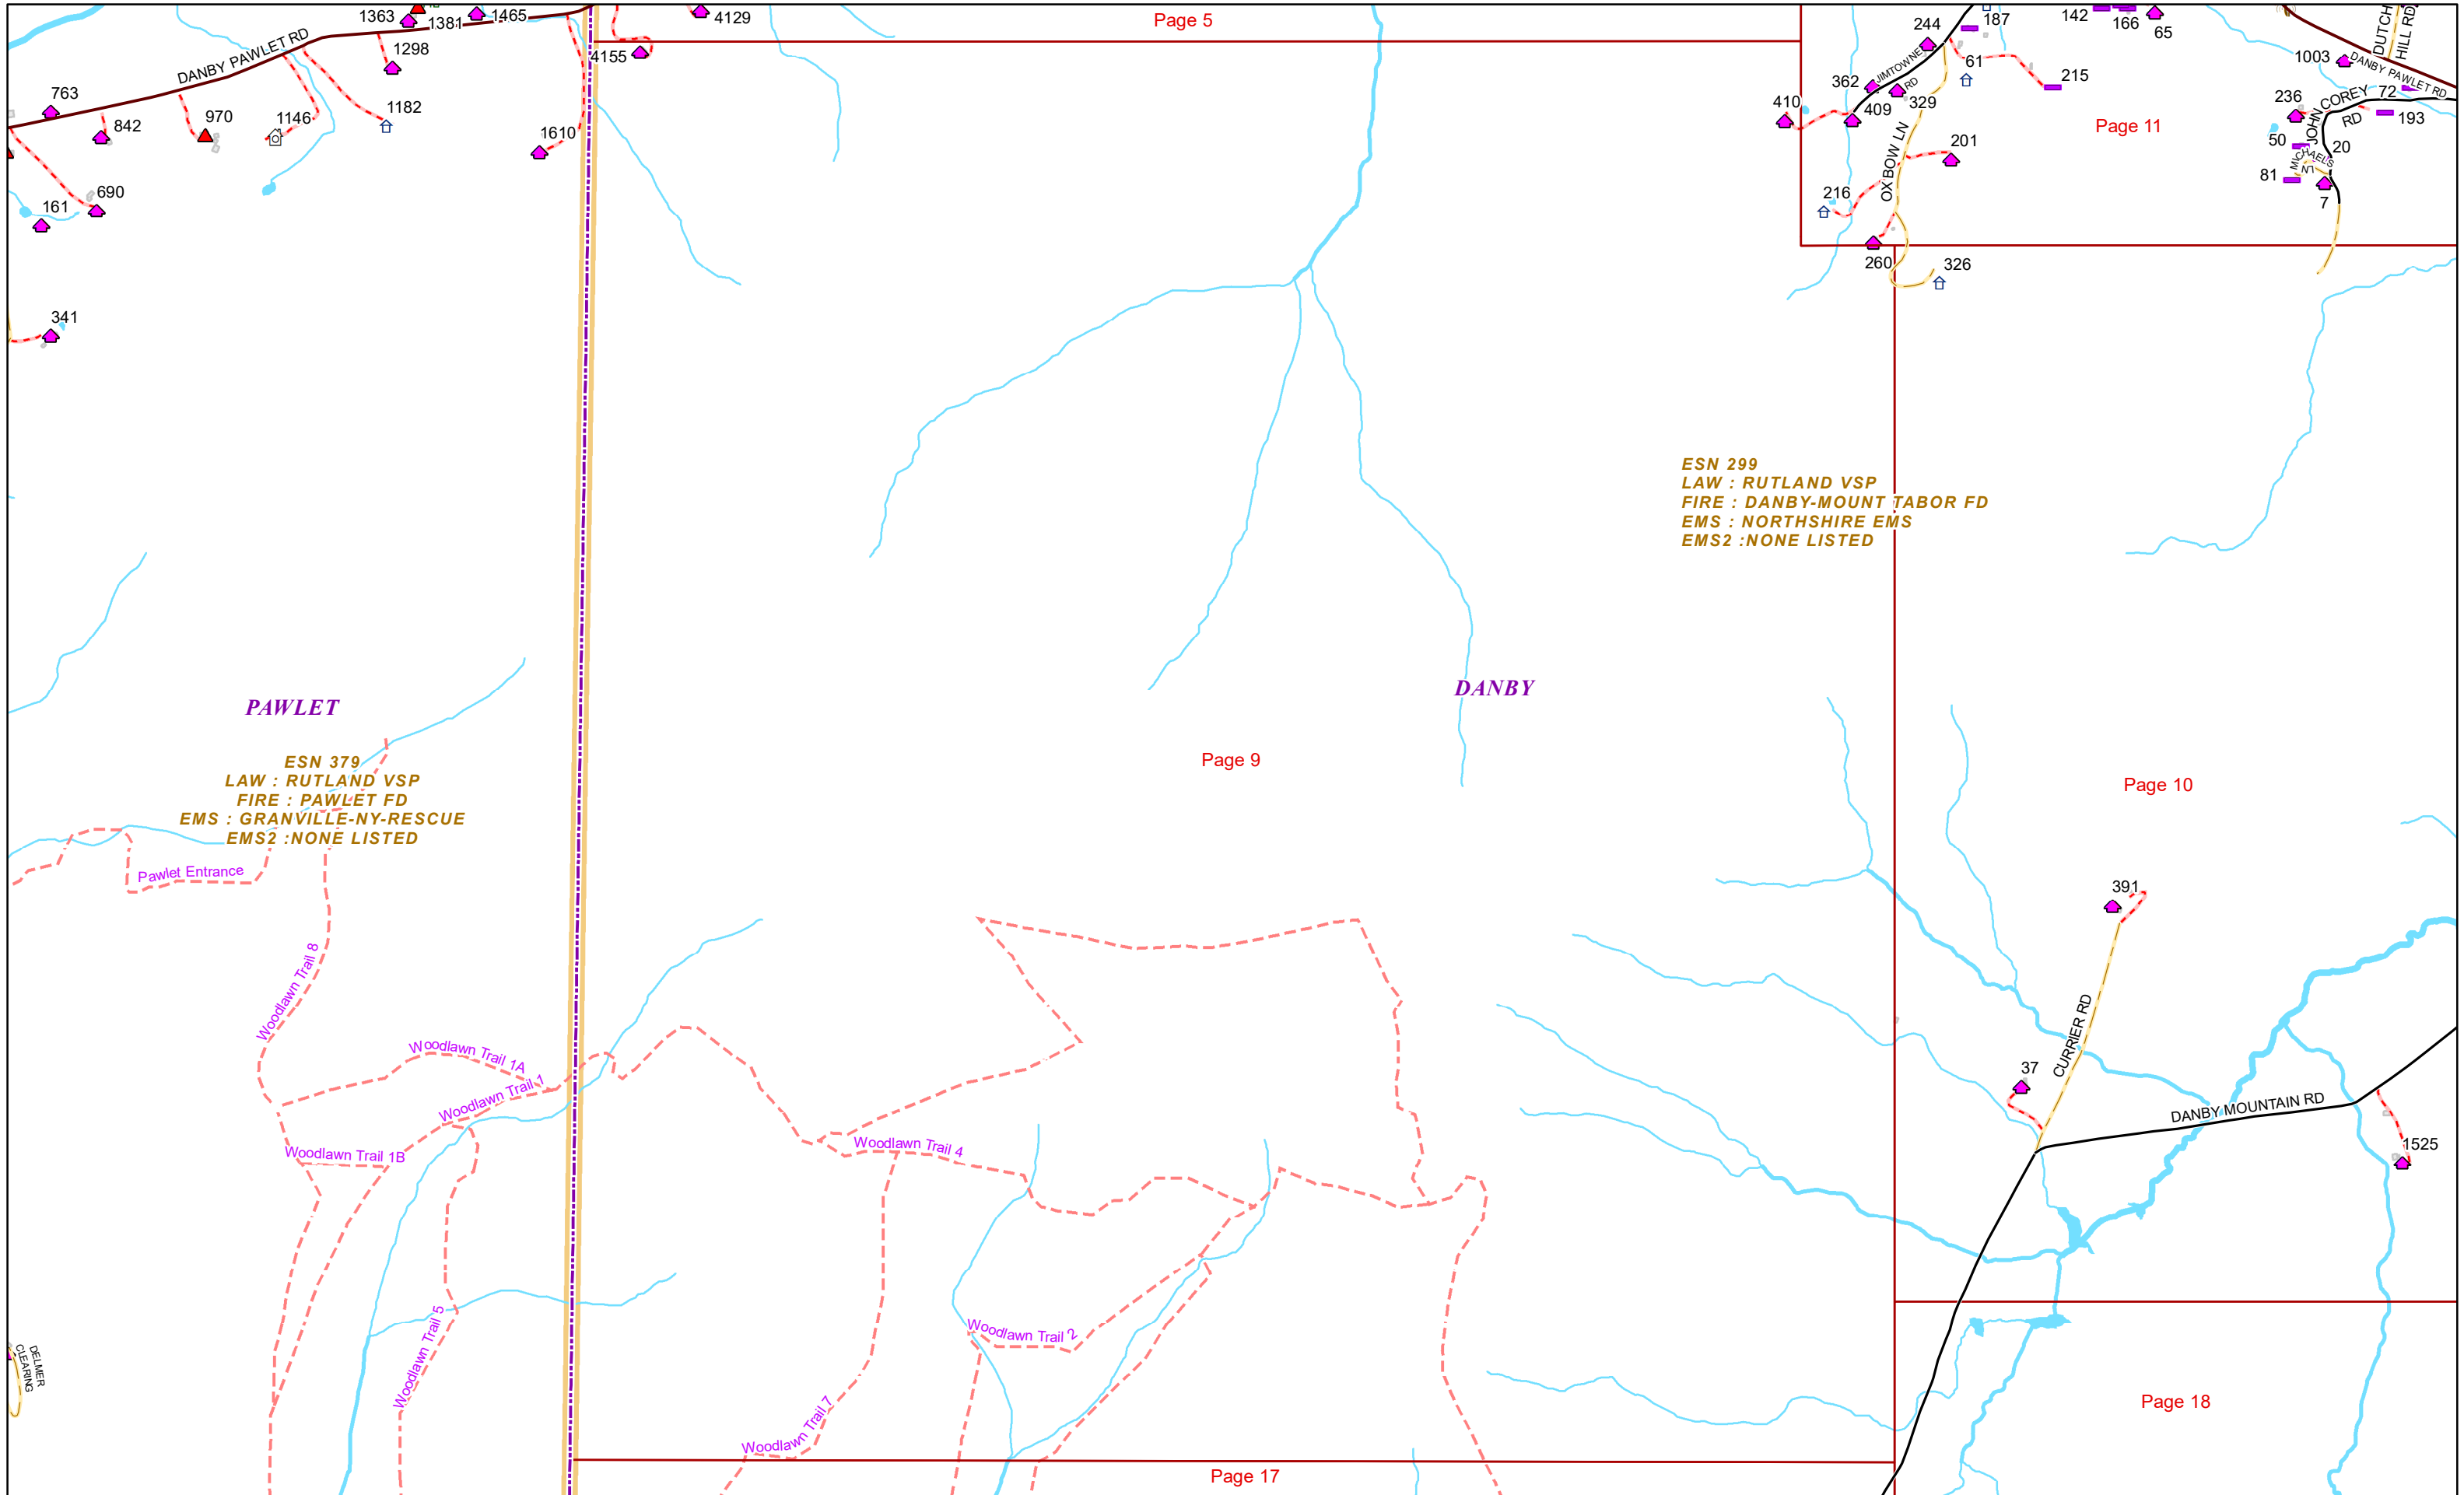 Page 5
1363
1381
1465
4129
4155
1298
DANBY PAWLET RD
763
842
970
1146
1182
1610
690
161
341
244
187
142
166
65
DUTCH
HILL RD
1003
DANBY PAWLET RD
61
215
362
JIMTOWN
RD
410
409
329
Page 11
236
JOHN COREY
RD
72
193
50
20
MICHAELS
LN
81
7
OX BOW LN
201
216
260
326
ESN 299
LAW : RUTLAND VSP
FIRE : DANBY-MOUNT TABOR FD
EMS : NORTHSHIRE EMS
EMS2 :NONE LISTED
PAWLET
DANBY
ESN 379
LAW : RUTLAND VSP
FIRE : PAWLET FD
EMS : GRANVILLE-NY-RESCUE
EMS2 :NONE LISTED
Page 9
Page 10
Pawlet Entrance
391
Woodlawn Trail 8
CURRIER RD
Woodlawn Trail 1A
Woodlawn Trail 1
37
DANBY MOUNTAIN RD
Woodlawn Trail 1B
Woodlawn Trail 4
1525
Woodlawn Trail 5
Woodlawn Trail 2
DELMER
CLEARING
Woodlawn Trail 7
Page 18
Page 17